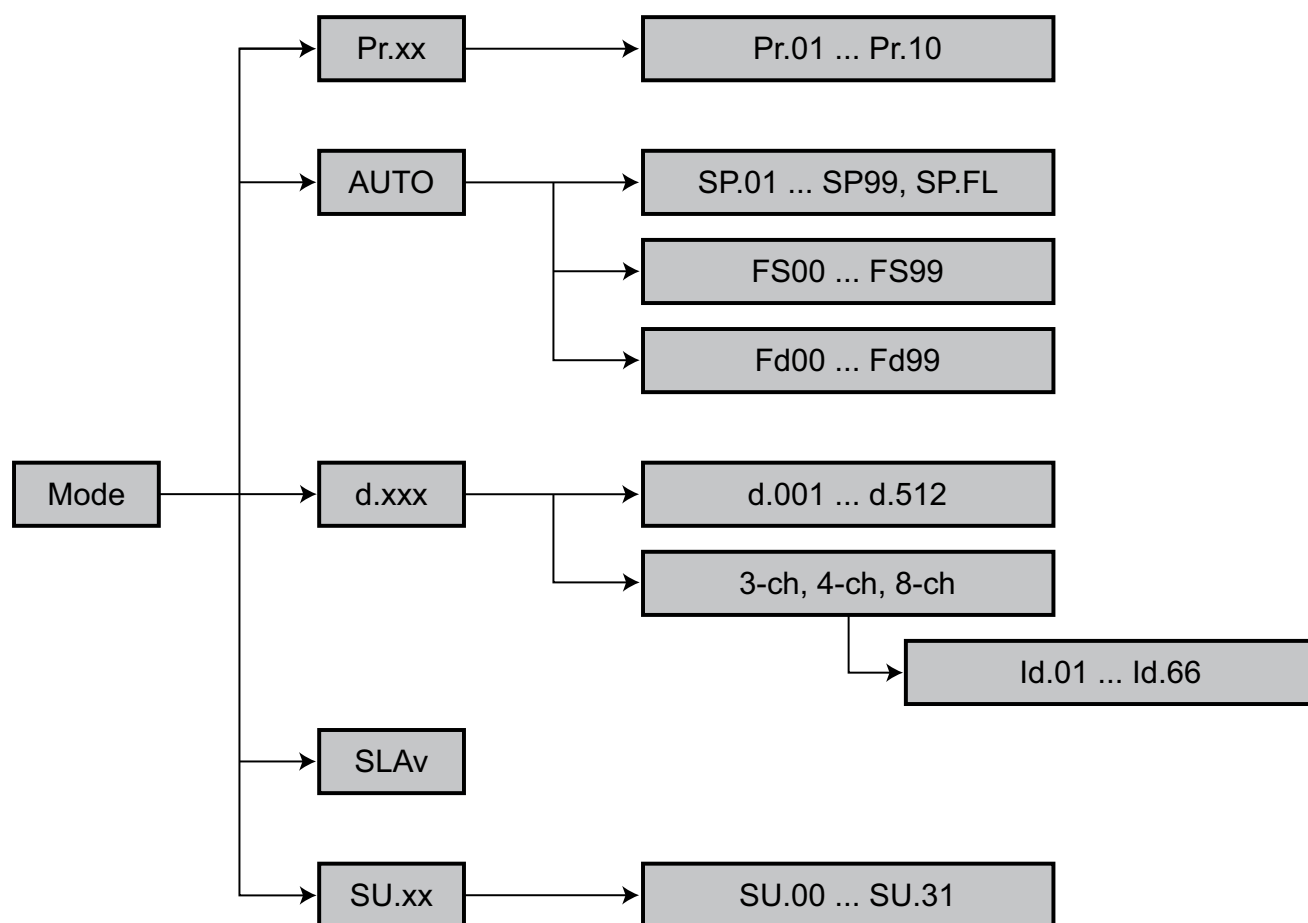 Pr.xx
Pr.01 ... Pr.10
AUTO
SP.01 ... SP99, SP.FL
FS00 ... FS99
Fd00 ... Fd99
Mode
d.xxx
d.001 ... d.512
3-ch, 4-ch, 8-ch
Id.01 ... Id.66
SLAv
SU.xx
SU.00 ... SU.31